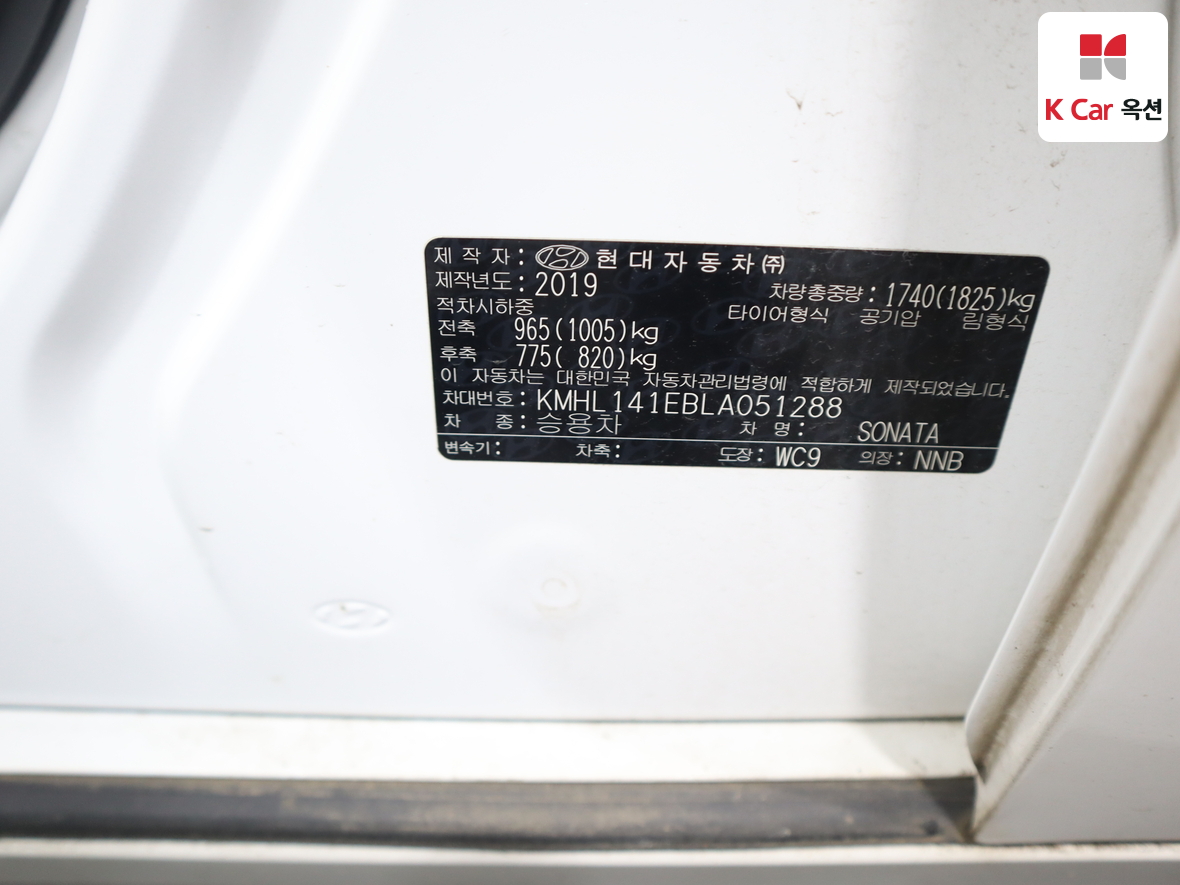 K Car 옥션
제 작 자 : 현 대 자 동 차 ㈜
제작년도 : 2019 차량총중량 : 1740(1825)kg
적차시하중 타이어형식 공기압 림형식
전축 965(1005)kg
후축 775( 820)kg
이 자동차는 대한민국 자동차관리법령에 적합하게 제작되었습니다.
차대번호 : KMHL141EBLA051288
차 종 : 승용차 차 명 : SONATA
변속기 : 차축 : 도장 : WC9 의장 : NNB